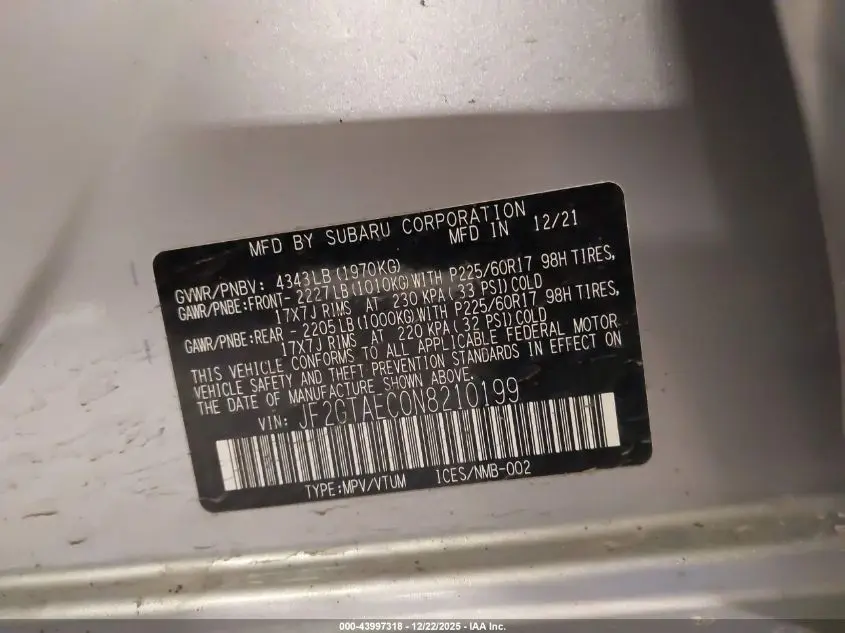 MFD BY SUBARU CORPORATION
MFD IN 12/21
GVWR/PNBV: 4343LB(1970KG)
GAWR/PNBE:FRONT- 2227LB(1010KG)WITH P225/60R17 98H TIRES,
17X7J RIMS AT 230 KPA(33 PSI)COLD
GAWR/PNBE:REAR - 2205LB(1000KG)WITH P225/60R17 98H TIRES,
17X7J RIMS AT 220 KPA(32 PSI)COLD
THIS VEHICLE CONFORMS TO ALL APPLICABLE FEDERAL MOTOR
VEHICLE SAFETY AND THEFT PREVENTION STANDARDS IN EFFECT ON
THE DATE OF MANUFACTURE SHOWN ABOVE.
VIN: JF2GTAEC0N8210199
TYPE:MPV/VTUM ICES/NMB-002
000-43997318 - 12/22/2025 - IAA Inc.